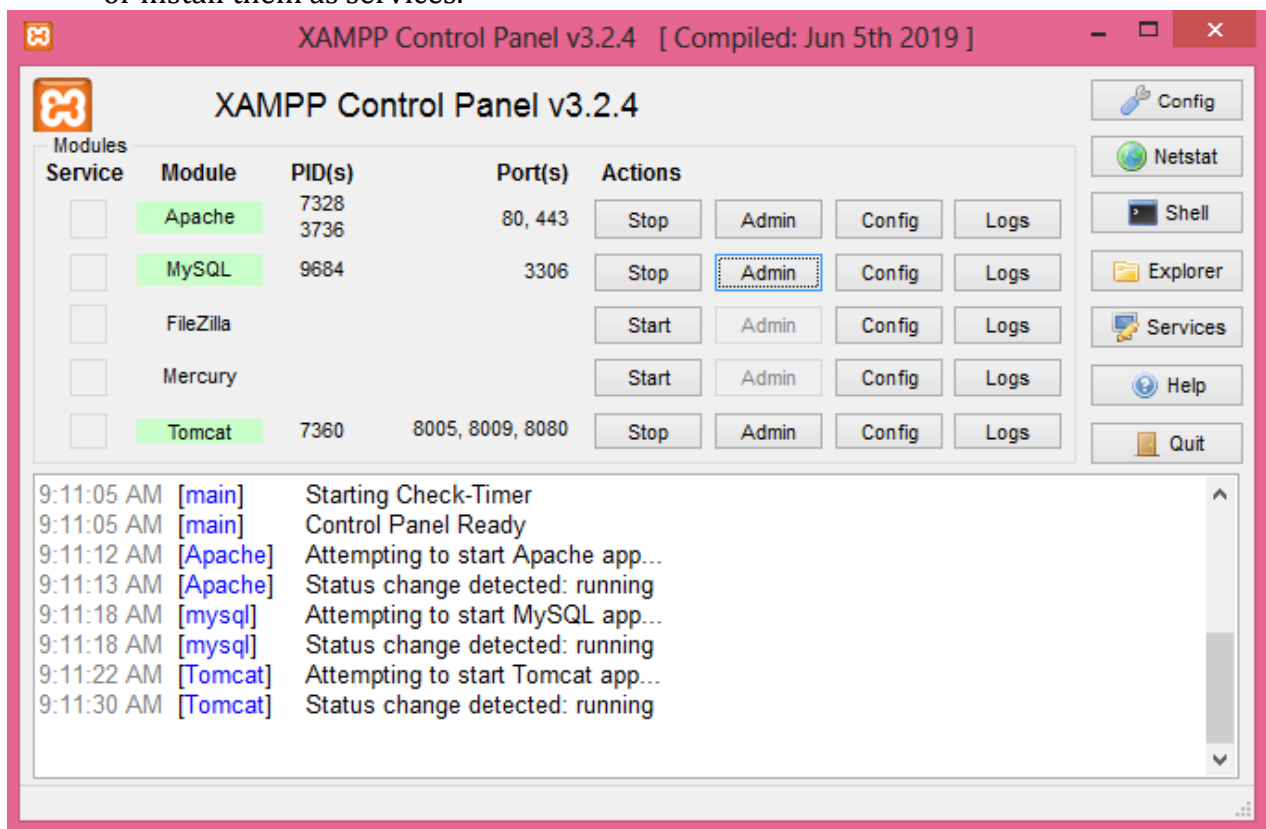 or install them as services.
XAMPP Control Panel v3.2.4 [ Compiled: Jun 5th 2019 ]
XAMPP Control Panel v3.2.4
Config
Modules
Service Module PID(s) Port(s) Actions
Netstat
Apache 7328 3736 80, 443 Stop Admin Config Logs
Shell
MySQL 9684 3306 Stop Admin Config Logs
Explorer
FileZilla Start Admin Config Logs
Services
Mercury Start Admin Config Logs
Help
Tomcat 7360 8005, 8009, 8080 Stop Admin Config Logs
Quit
9:11:05 AM [main] Starting Check-Timer
9:11:05 AM [main] Control Panel Ready
9:11:12 AM [Apache] Attempting to start Apache app...
9:11:13 AM [Apache] Status change detected: running
9:11:18 AM [mysql] Attempting to start MySQL app...
9:11:18 AM [mysql] Status change detected: running
9:11:22 AM [Tomcat] Attempting to start Tomcat app...
9:11:30 AM [Tomcat] Status change detected: running